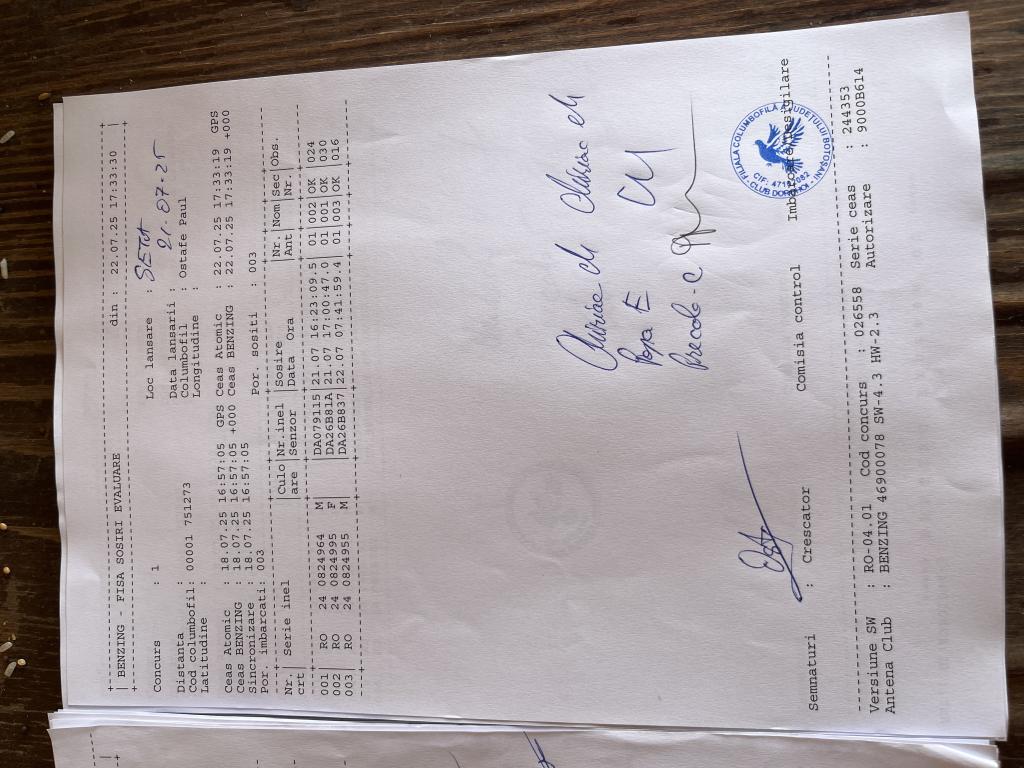 BENZING - FISA SOSIRI EVALUARE din : 22.07.25 17:33:30
Concurs : 1 Loc lansare : SETA
Distanta : Data lansarii : 21.07.25
Cod columbofil: 00001 751273 Columbofil : Ostafe Paul
Latitudine : Longitudine :
Ceas Atomic : 18.07.25 16:57:05 GPS Ceas Atomic : 22.07.25 17:33:19 GPS
Ceas BENZING : 18.07.25 16:57:05 +000 Ceas BENZING : 22.07.25 17:33:19 +000
Sincronizare : 18.07.25 16:57:05
Por. imbarcati: 003 Por. sositi : 003
Nr. | Serie inel |Culo|Nr.inel |Sosire |Nr. |Nom|Sec|Obs.
crt |are |Senzor |Data Ora |Ant | |Nr |
001| RO 24 0824964 M| |DA079115|21.07 16:23:09.5| 01|002|OK |024
002| RO 24 0824995 F| |DA26B81A|21.07 17:00:47.0| 01|001|OK |030
003| RO 24 0824955 M| |DA26B837|22.07 07:41:59.4| 01|003|OK |016
Popa E
Semnaturi : Crescator Comisia control Imbarcare Desigilare
FILIALA COLUMBOFILA A JUDETULUI BOTOSANI
CLUB DOROHOI
Versiune SW : RO-04.01 Cod concurs : 026558 Serie ceas : 244353
Antena Club : BENZING 46900078 SW-4.3 HW-2.3 Autorizare : 9000B614